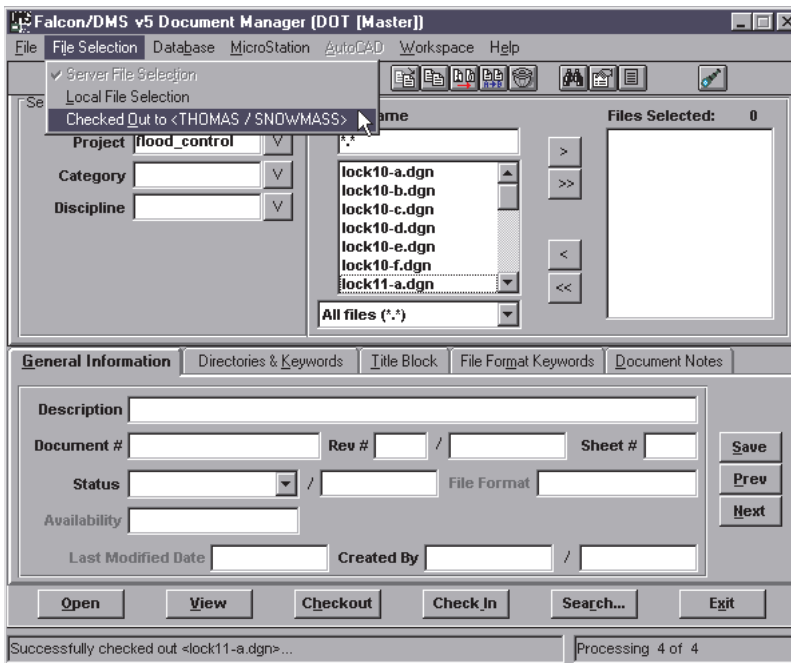 Falcon/DMS v5 Document Manager (DOT [Master])
File File Selection Database MicroStation AutoCAD Workspace Help
Server File Selection
Local File Selection
Checked Out to <THOMAS / SNOWMASS>
Se
ame
Files Selected: 0
Project flood_control V
*.*
>
Category V
>>
Discipline V
lock10-a.dgn
lock10-b.dgn
lock10-c.dgn
lock10-d.dgn
lock10-e.dgn
lock10-f.dgn
lock11-a.dgn
<
<<
All files (*.*)
General Information Directories & Keywords Title Block File Format Keywords Document Notes
Description
Document # Rev # / Sheet #
Save
Status / File Format
Prev
Availability
Next
Last Modified Date Created By /
Open View Checkout Check In Search... Exit
Successfully checked out <lock11-a.dgn>... Processing 4 of 4